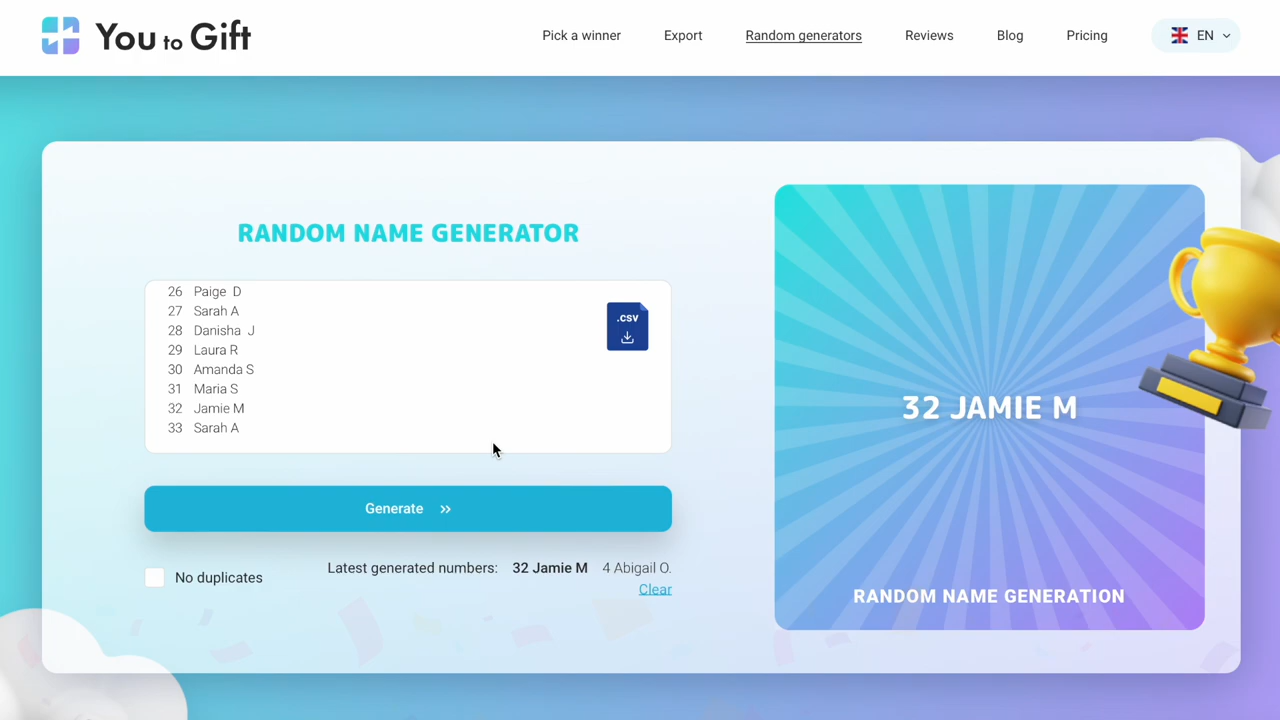 You to Gift
Pick a winner
Export
Random generators
Reviews
Blog
Pricing
EN
RANDOM NAME GENERATOR
26 Paige D
27 Sarah A
28 Danisha J
29 Laura R
30 Amanda S
31 Maria S
32 Jamie M
33 Sarah A
.csv
Generate »
No duplicates
Latest generated numbers: 32 Jamie M 4 Abigail O.
Clear
32 JAMIE M
RANDOM NAME GENERATION